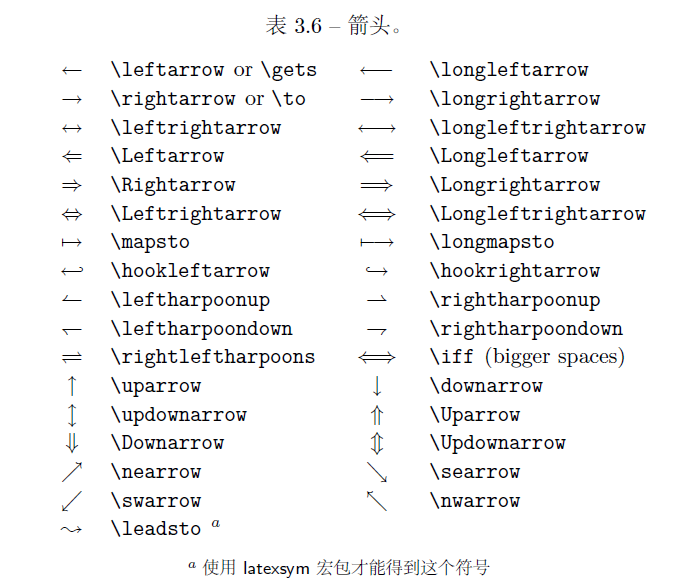 表 3.6 – 箭头。
← \leftarrow or \gets ⟵ \longleftarrow
→ \rightarrow or \to ⟶ \longrightarrow
↔ \leftrightarrow ⟷ \longleftrightarrow
⇐ \Leftarrow ⟸ \Longleftarrow
⇒ \Rightarrow ⟹ \Longrightarrow
⇔ \Leftrightarrow ⟺ \Longleftrightarrow
↦ \mapsto ⟼ \longmapsto
↩ \hookleftarrow ↪ \hookrightarrow
↼ \leftharpoonup ⇀ \rightharpoonup
↽ \leftharpoondown ⇁ \rightharpoondown
⇌ \rightleftharpoons ⟺ \iff (bigger spaces)
↑ \uparrow ↓ \downarrow
↕ \updownarrow ⇑ \Uparrow
⇓ \Downarrow ⇕ \Updownarrow
↗ \nearrow ↘ \searrow
↙ \swarrow ↖ \nwarrow
⇝ \leadsto a
a 使用 latexsym 宏包才能得到这个符号